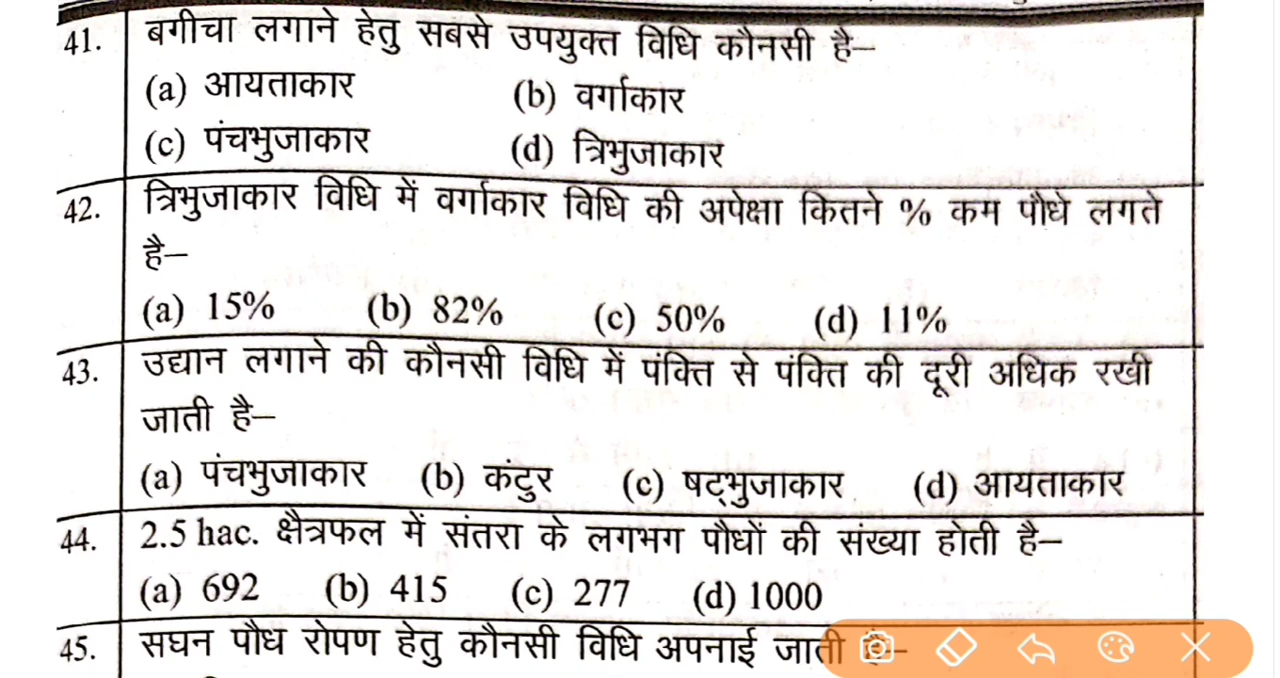 41. बगीचा लगाने हेतु सबसे उपयुक्त विधि कौनसी है–
(a) आयताकार (b) वर्गाकार
(c) पंचभुजाकार (d) त्रिभुजाकार
42. त्रिभुजाकार विधि में वर्गाकार विधि की अपेक्षा कितने % कम पौधे लगते
है–
(a) 15% (b) 82% (c) 50% (d) 11%
43. उद्यान लगाने की कौनसी विधि में पंक्ति से पंक्ति की दूरी अधिक रखी
जाती है–
(a) पंचभुजाकार (b) कंटुर (c) षट्भुजाकार (d) आयताकार
44. 2.5 hac. क्षैत्रफल में संतरा के लगभग पौधों की संख्या होती है–
(a) 692 (b) 415 (c) 277 (d) 1000
45. सघन पौध रोपण हेतु कौनसी विधि अपनाई जाती है–